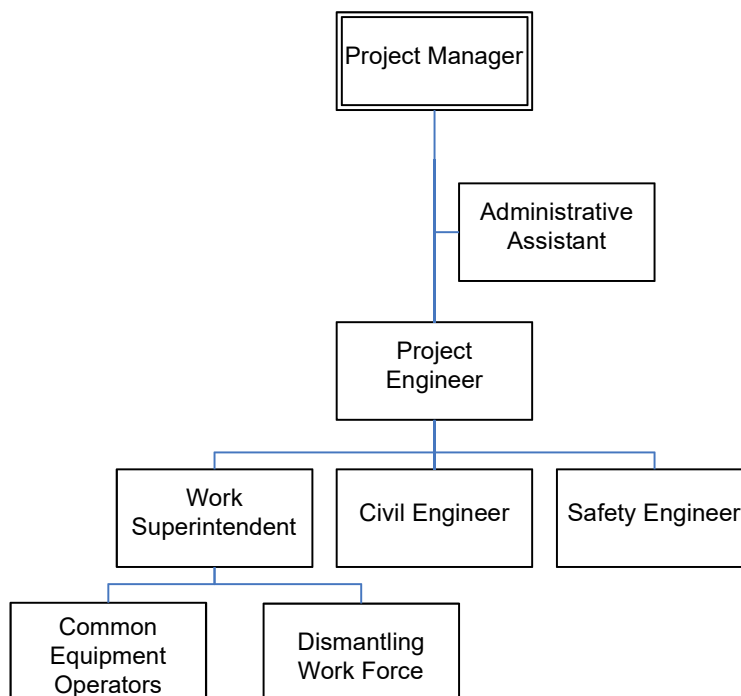 Project Manager
Administrative
Assistant
Project
Engineer
Work
Superintendent
Civil Engineer
Safety Engineer
Common
Equipment
Operators
Dismantling
Work Force